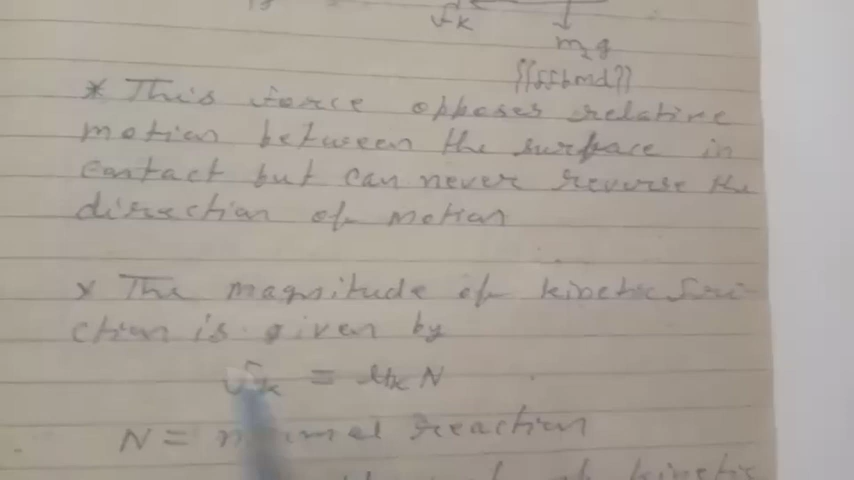 fk
m₂g
* This force opposes relative
motion between the surface in
contact but can never reverse the
direction of motion
* The magnitude of kinetic fri-
ction is given by
fk = μk N
N = normal reaction
kinetic